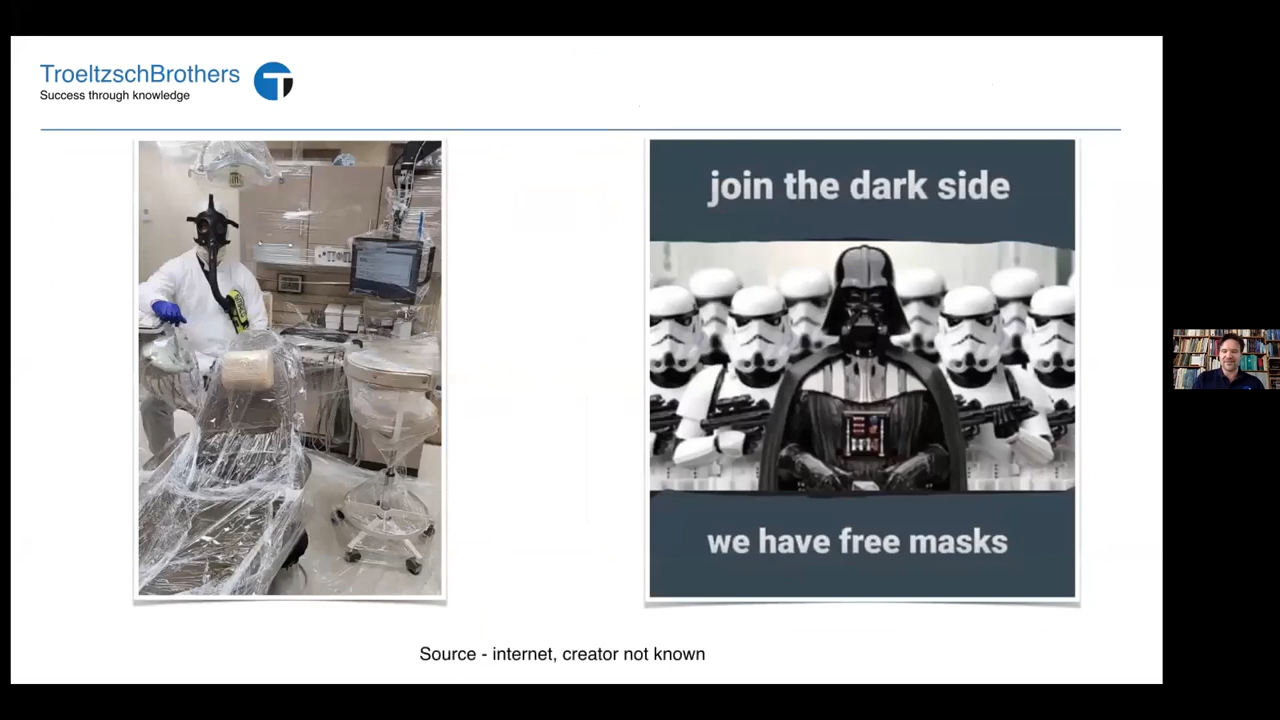 TroeltzschBrothers
Success through knowledge
T
join the dark side
we have free masks
Source - internet, creator not known